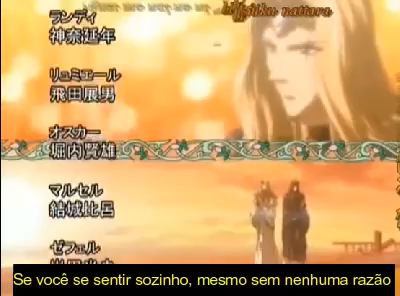 ランディ
神奈延年
リュミエール
飛田展男
オスカー
堀内賢雄
マルセル
結城比呂
ゼフェル
Se você se sentir sozinho, mesmo sem nenhuma razão